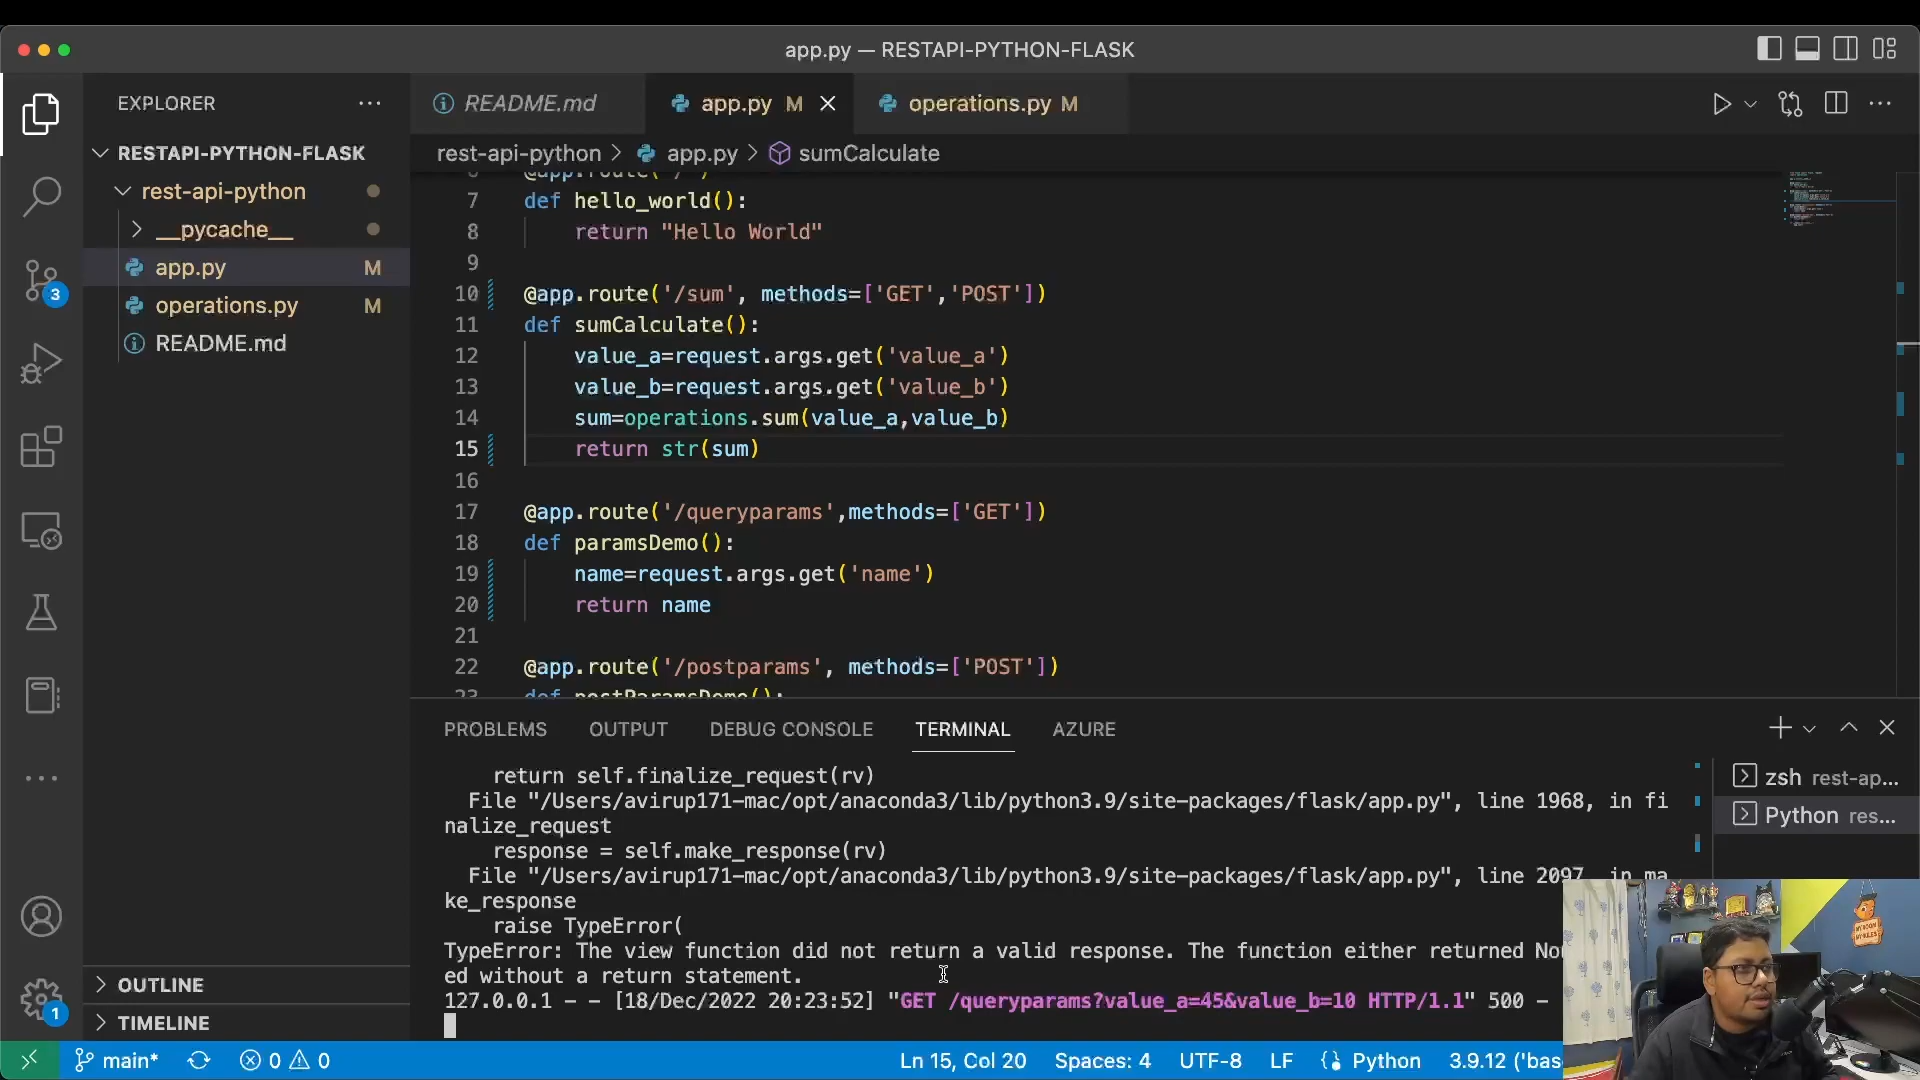 app.py — RESTAPI-PYTHON-FLASK
EXPLORER
README.md
app.py M
operations.py M
RESTAPI-PYTHON-FLASK
rest-api-python
__pycache__
app.py M
operations.py M
README.md
3
rest-api-python > app.py > sumCalculate
7 def hello_world():
8 return "Hello World"
9
10 @app.route('/sum', methods=['GET','POST'])
11 def sumCalculate():
12 value_a=request.args.get('value_a')
13 value_b=request.args.get('value_b')
14 sum=operations.sum(value_a,value_b)
15 return str(sum)
16
17 @app.route('/queryparams',methods=['GET'])
18 def paramsDemo():
19 name=request.args.get('name')
20 return name
21
22 @app.route('/postparams', methods=['POST'])
23 def postParamsDemo():
PROBLEMS OUTPUT DEBUG CONSOLE TERMINAL AZURE
return self.finalize_request(rv)
File "/Users/avirup171-mac/opt/anaconda3/lib/python3.9/site-packages/flask/app.py", line 1968, in fi
nalize_request
response = self.make_response(rv)
File "/Users/avirup171-mac/opt/anaconda3/lib/python3.9/site-packages/flask/app.py", line 2097, in ma
ke_response
raise TypeError(
TypeError: The view function did not return a valid response. The function either returned No
ed without a return statement.
127.0.0.1 - - [18/Dec/2022 20:23:52] "GET /queryparams?value_a=45&value_b=10 HTTP/1.1" 500 -
zsh rest-ap...
Python res...
OUTLINE
TIMELINE
1
main*
0 0
Ln 15, Col 20 Spaces: 4 UTF-8 LF Python 3.9.12 ('bas